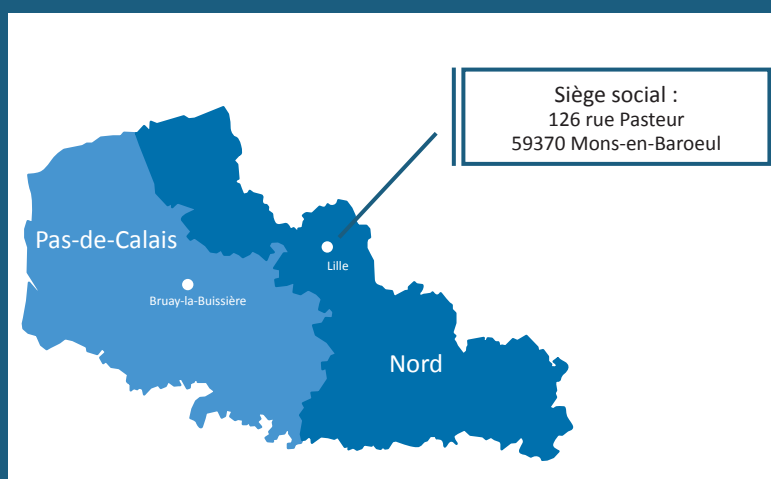 Siège social :
126 rue Pasteur
59370 Mons-en-Baroeul
Pas-de-Calais
Lille
Bruay-la-Buissière
Nord